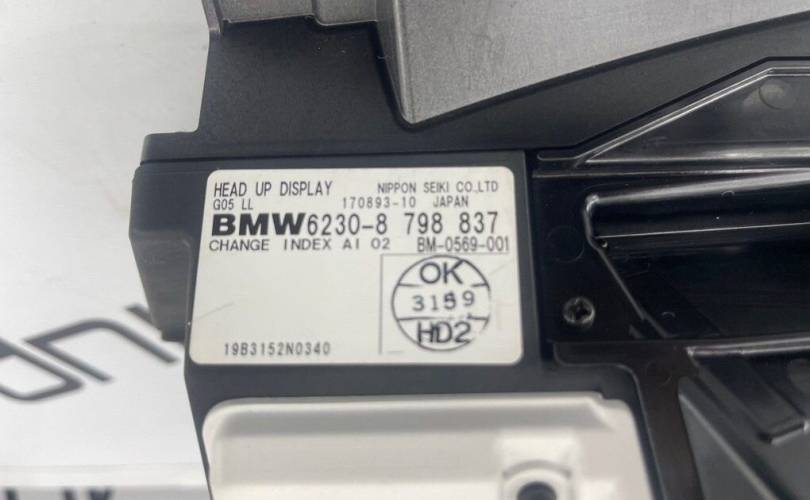 HEAD UP DISPLAY NIPPON SEIKI CO.,LTD
G05 LL 170893-10 JAPAN
BMW 6230-8 798 837
CHANGE INDEX AI 02 BM-0569-001
OK
3159
HD2
19B3152N0340